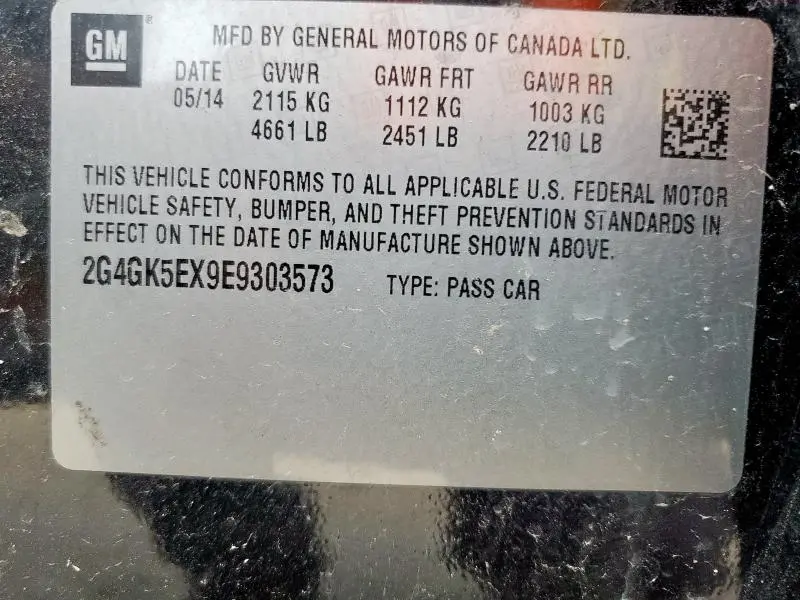 GM
MFD BY GENERAL MOTORS OF CANADA LTD.
DATE GVWR GAWR FRT GAWR RR
05/14 2115 KG 1112 KG 1003 KG
4661 LB 2451 LB 2210 LB
THIS VEHICLE CONFORMS TO ALL APPLICABLE U.S. FEDERAL MOTOR
VEHICLE SAFETY, BUMPER, AND THEFT PREVENTION STANDARDS IN
EFFECT ON THE DATE OF MANUFACTURE SHOWN ABOVE.
2G4GK5EX9E9303573 TYPE: PASS CAR